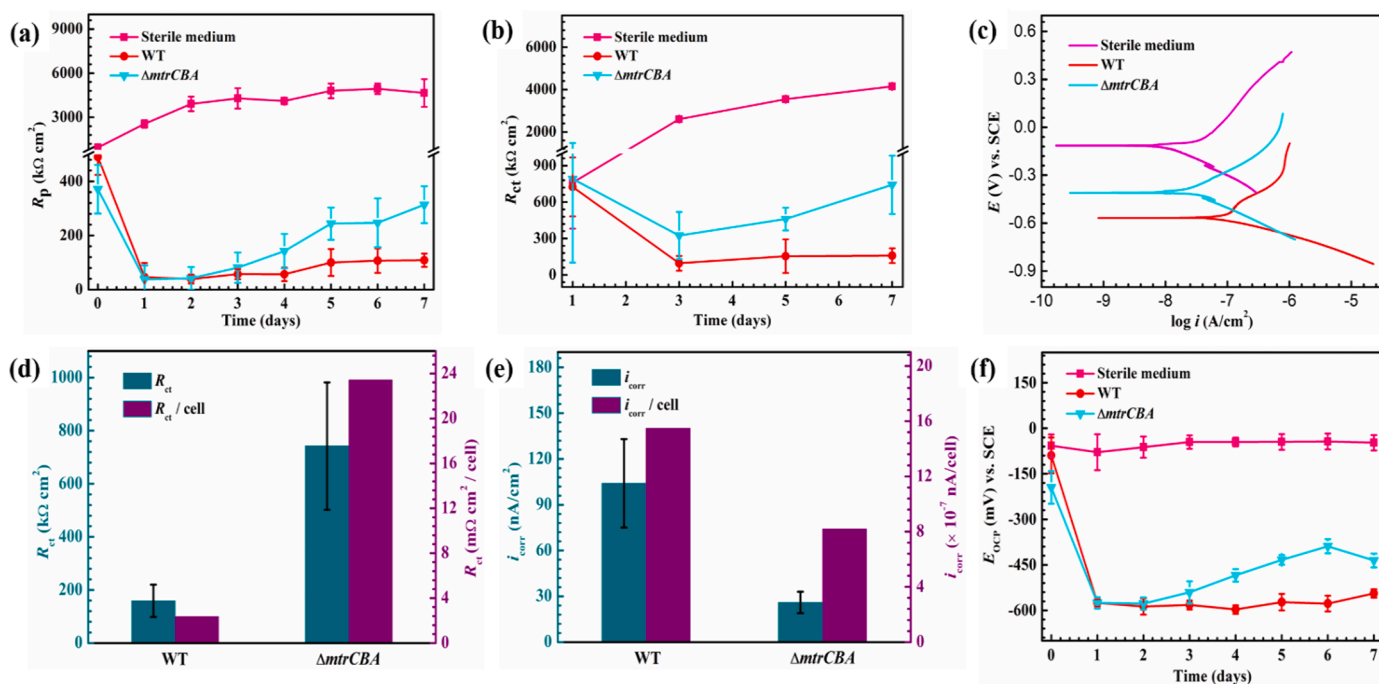 (a)
Sterile medium
WT
ΔmtrCBA
9000
6000
3000
400
200
0
Rp (kΩ cm²)
0 1 2 3 4 5 6 7
Time (days)
(b)
Sterile medium
WT
ΔmtrCBA
6000
4000
2000
900
600
300
0
Rct (kΩ cm²)
1 2 3 4 5 6 7
Time (days)
(c)
Sterile medium
WT
ΔmtrCBA
0.6
0.3
0.0
-0.3
-0.6
-0.9
E (V) vs. SCE
-10 -9 -8 -7 -6 -5
log i (A/cm²)
(d)
Rct
Rct / cell
1000
800
600
400
200
0
Rct (kΩ cm²)
24
20
16
12
8
4
0
Rct (mΩ cm² / cell)
WT ΔmtrCBA
(e)
icorr
icorr / cell
180
150
120
90
60
30
0
icorr (nA/cm²)
20
16
12
8
4
0
icorr (× 10⁻⁷ nA/cell)
WT ΔmtrCBA
(f)
Sterile medium
WT
ΔmtrCBA
150
0
-150
-300
-450
-600
EOCP (mV) vs. SCE
0 1 2 3 4 5 6 7
Time (days)